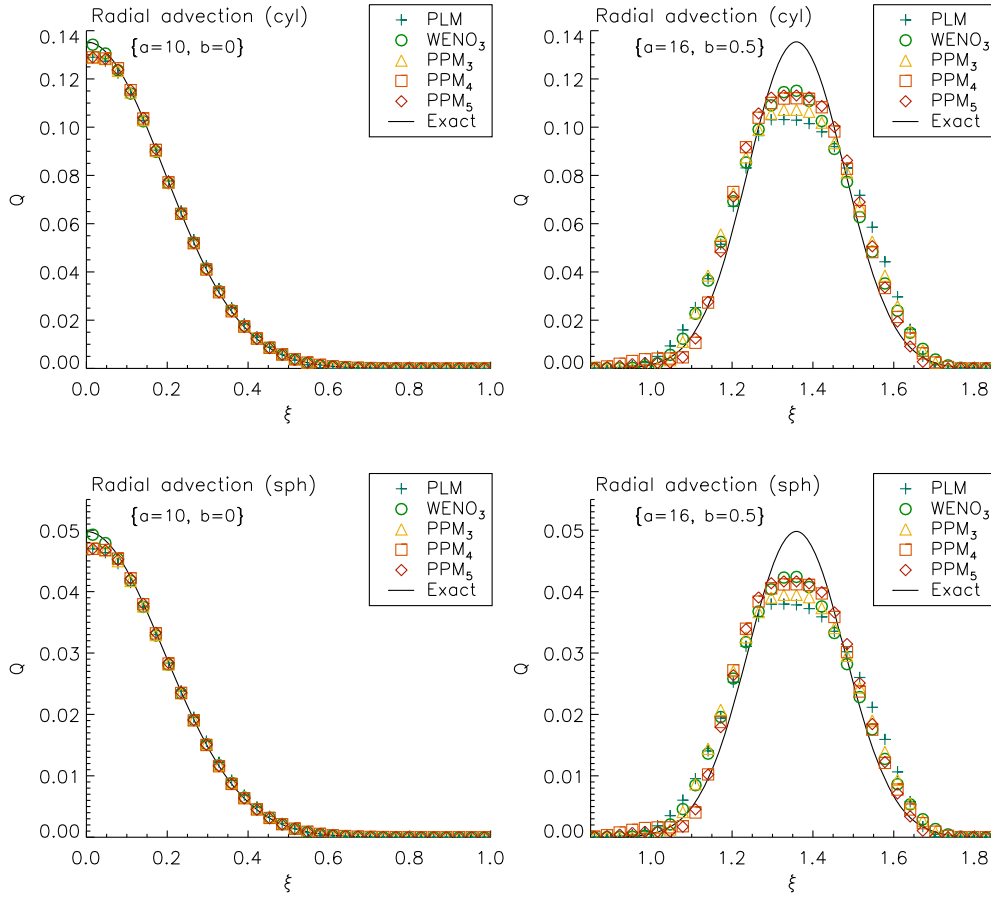 Radial advection (cyl)
{a=10, b=0}
PLM
WENO₃
PPM₃
PPM₄
PPM₅
Exact
Q
0.14
0.12
0.10
0.08
0.06
0.04
0.02
0.00
0.0 0.2 0.4 0.6 0.8 1.0
ξ
Radial advection (cyl)
{a=16, b=0.5}
PLM
WENO₃
PPM₃
PPM₄
PPM₅
Exact
Q
0.14
0.12
0.10
0.08
0.06
0.04
0.02
0.00
1.0 1.2 1.4 1.6 1.8
ξ
Radial advection (sph)
{a=10, b=0}
PLM
WENO₃
PPM₃
PPM₄
PPM₅
Exact
Q
0.05
0.04
0.03
0.02
0.01
0.00
0.0 0.2 0.4 0.6 0.8 1.0
ξ
Radial advection (sph)
{a=16, b=0.5}
PLM
WENO₃
PPM₃
PPM₄
PPM₅
Exact
Q
0.05
0.04
0.03
0.02
0.01
0.00
1.0 1.2 1.4 1.6 1.8
ξ